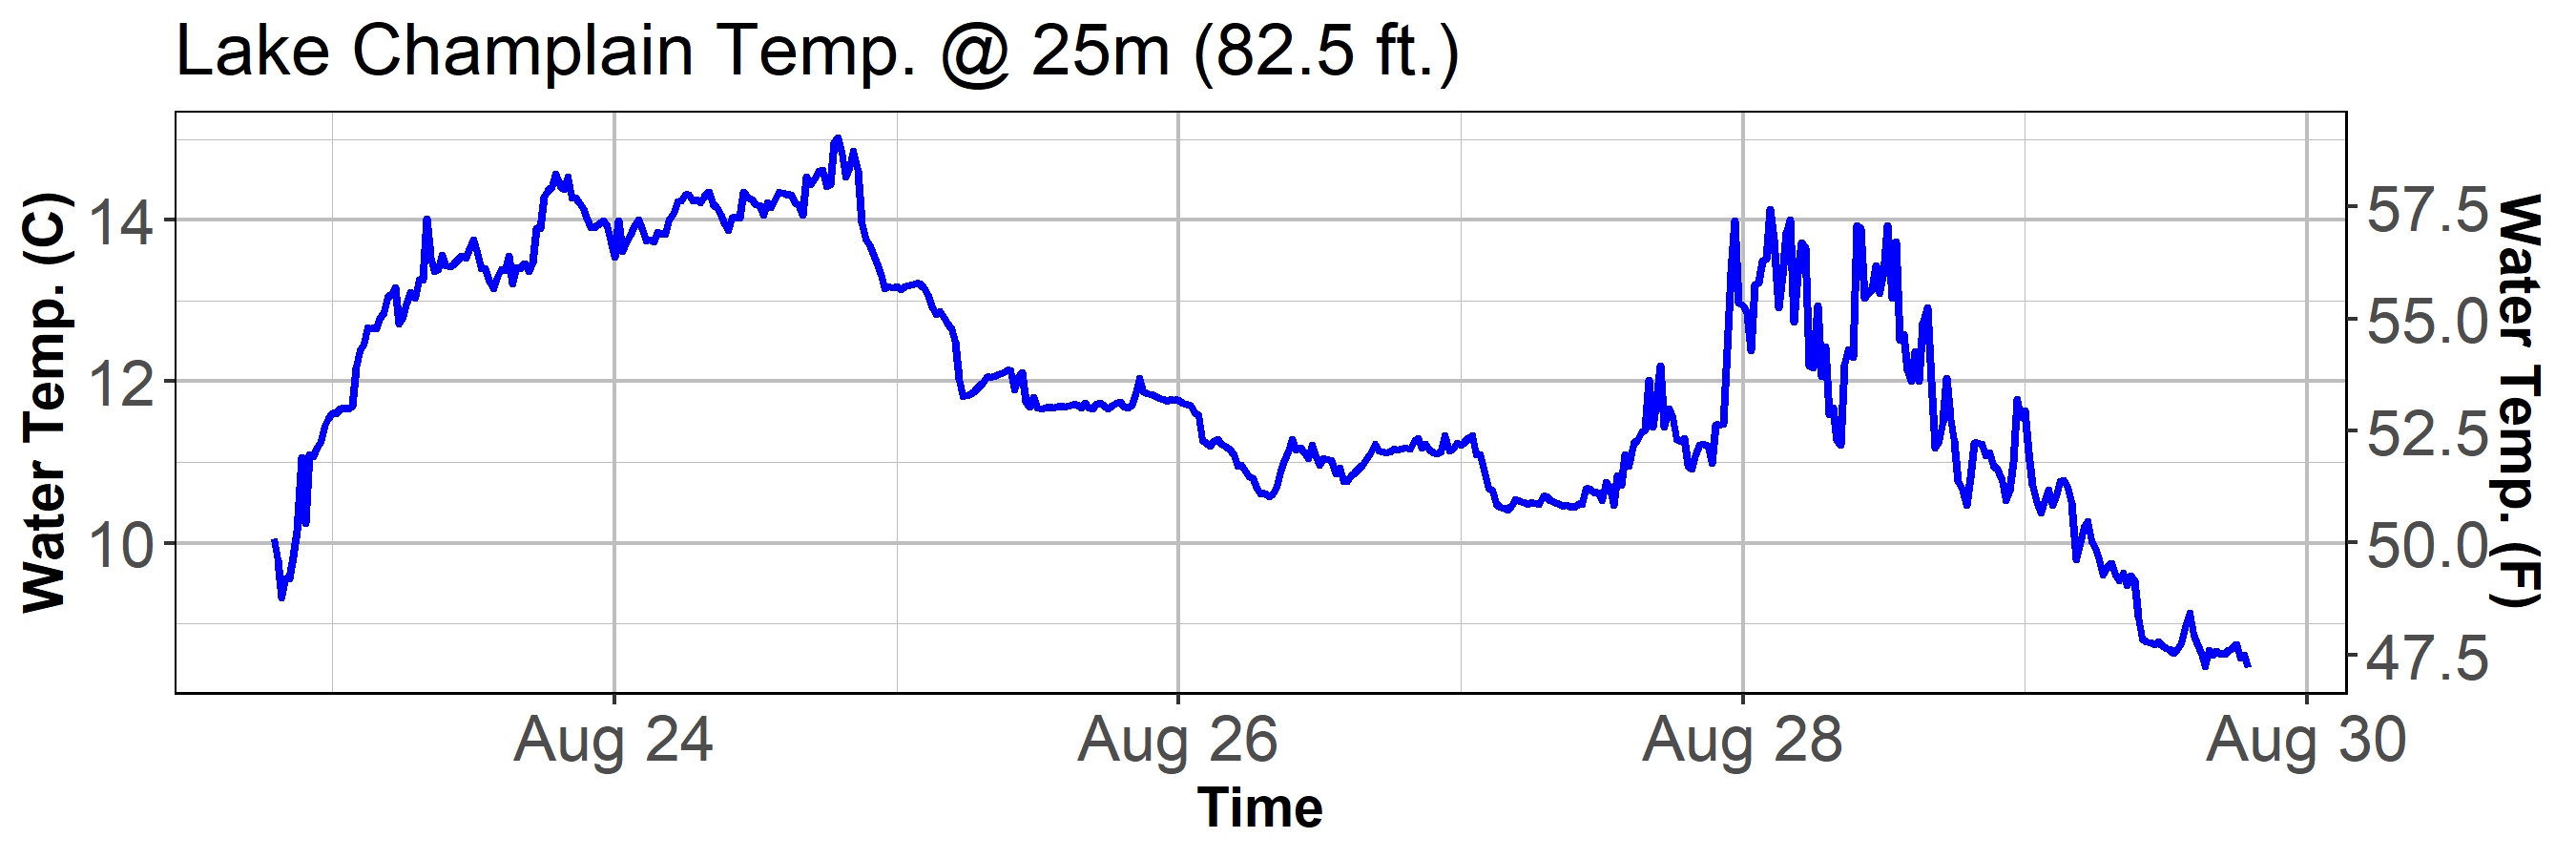 Lake Champlain Temp. @ 25m (82.5 ft.)
Water Temp. (C)
14
12
10
57.5
55.0
52.5
50.0
47.5
Water Temp. (F)
Aug 24
Aug 26
Aug 28
Aug 30
Time